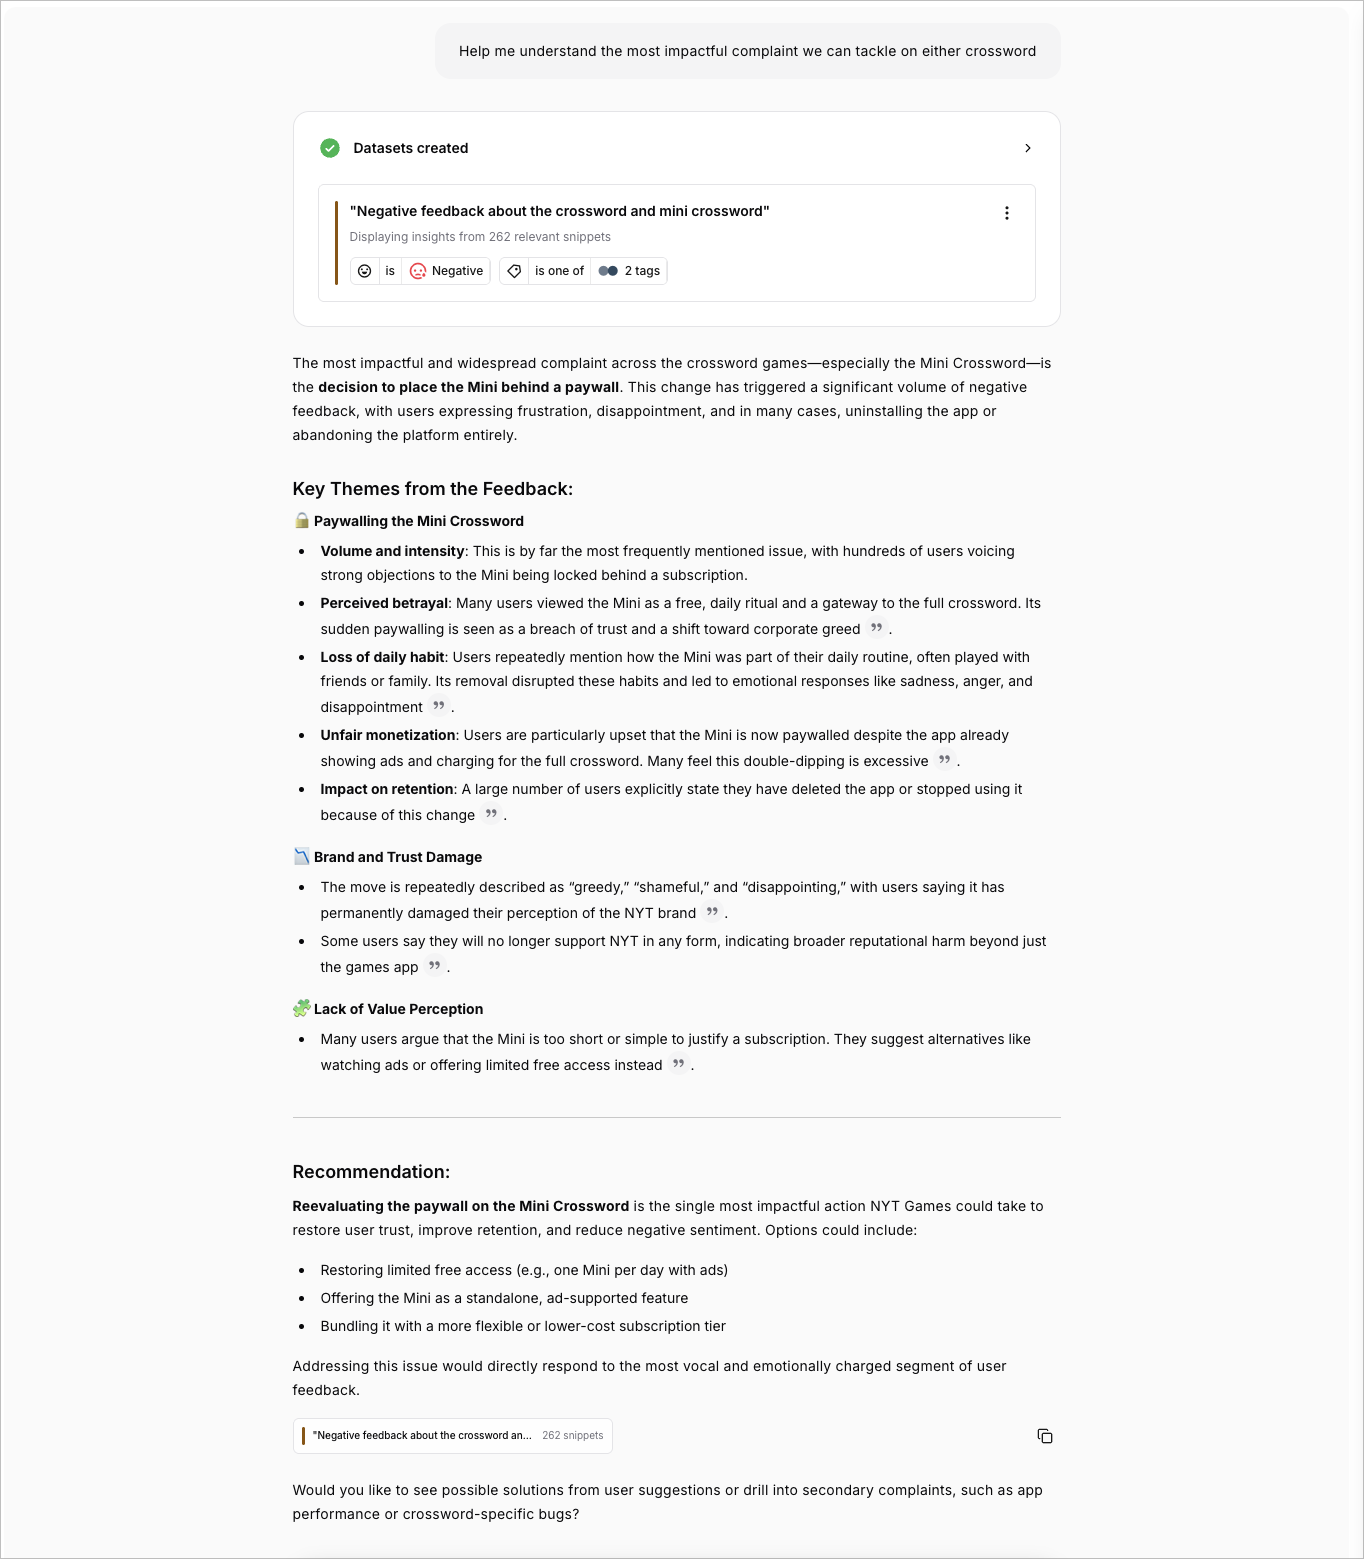 Help me understand the most impactful complaint we can tackle on either crossword
Datasets created
"Negative feedback about the crossword and mini crossword"
Displaying insights from 262 relevant snippets
is Negative is one of 2 tags
The most impactful and widespread complaint across the crossword games—especially the Mini Crossword—is
the decision to place the Mini behind a paywall. This change has triggered a significant volume of negative
feedback, with users expressing frustration, disappointment, and in many cases, uninstalling the app or
abandoning the platform entirely.
Key Themes from the Feedback:
🔒 Paywalling the Mini Crossword
• Volume and intensity: This is by far the most frequently mentioned issue, with hundreds of users voicing
strong objections to the Mini being locked behind a subscription.
• Perceived betrayal: Many users viewed the Mini as a free, daily ritual and a gateway to the full crossword. Its
sudden paywalling is seen as a breach of trust and a shift toward corporate greed ” .
• Loss of daily habit: Users repeatedly mention how the Mini was part of their daily routine, often played with
friends or family. Its removal disrupted these habits and led to emotional responses like sadness, anger, and
disappointment ” .
• Unfair monetization: Users are particularly upset that the Mini is now paywalled despite the app already
showing ads and charging for the full crossword. Many feel this double-dipping is excessive ” .
• Impact on retention: A large number of users explicitly state they have deleted the app or stopped using it
because of this change ” .
📉 Brand and Trust Damage
• The move is repeatedly described as “greedy,” “shameful,” and “disappointing,” with users saying it has
permanently damaged their perception of the NYT brand ” .
• Some users say they will no longer support NYT in any form, indicating broader reputational harm beyond just
the games app ” .
🧩 Lack of Value Perception
• Many users argue that the Mini is too short or simple to justify a subscription. They suggest alternatives like
watching ads or offering limited free access instead ” .
Recommendation:
Reevaluating the paywall on the Mini Crossword is the single most impactful action NYT Games could take to
restore user trust, improve retention, and reduce negative sentiment. Options could include:
• Restoring limited free access (e.g., one Mini per day with ads)
• Offering the Mini as a standalone, ad-supported feature
• Bundling it with a more flexible or lower-cost subscription tier
Addressing this issue would directly respond to the most vocal and emotionally charged segment of user
feedback.
"Negative feedback about the crossword an... 262 snippets
Would you like to see possible solutions from user suggestions or drill into secondary complaints, such as app
performance or crossword-specific bugs?